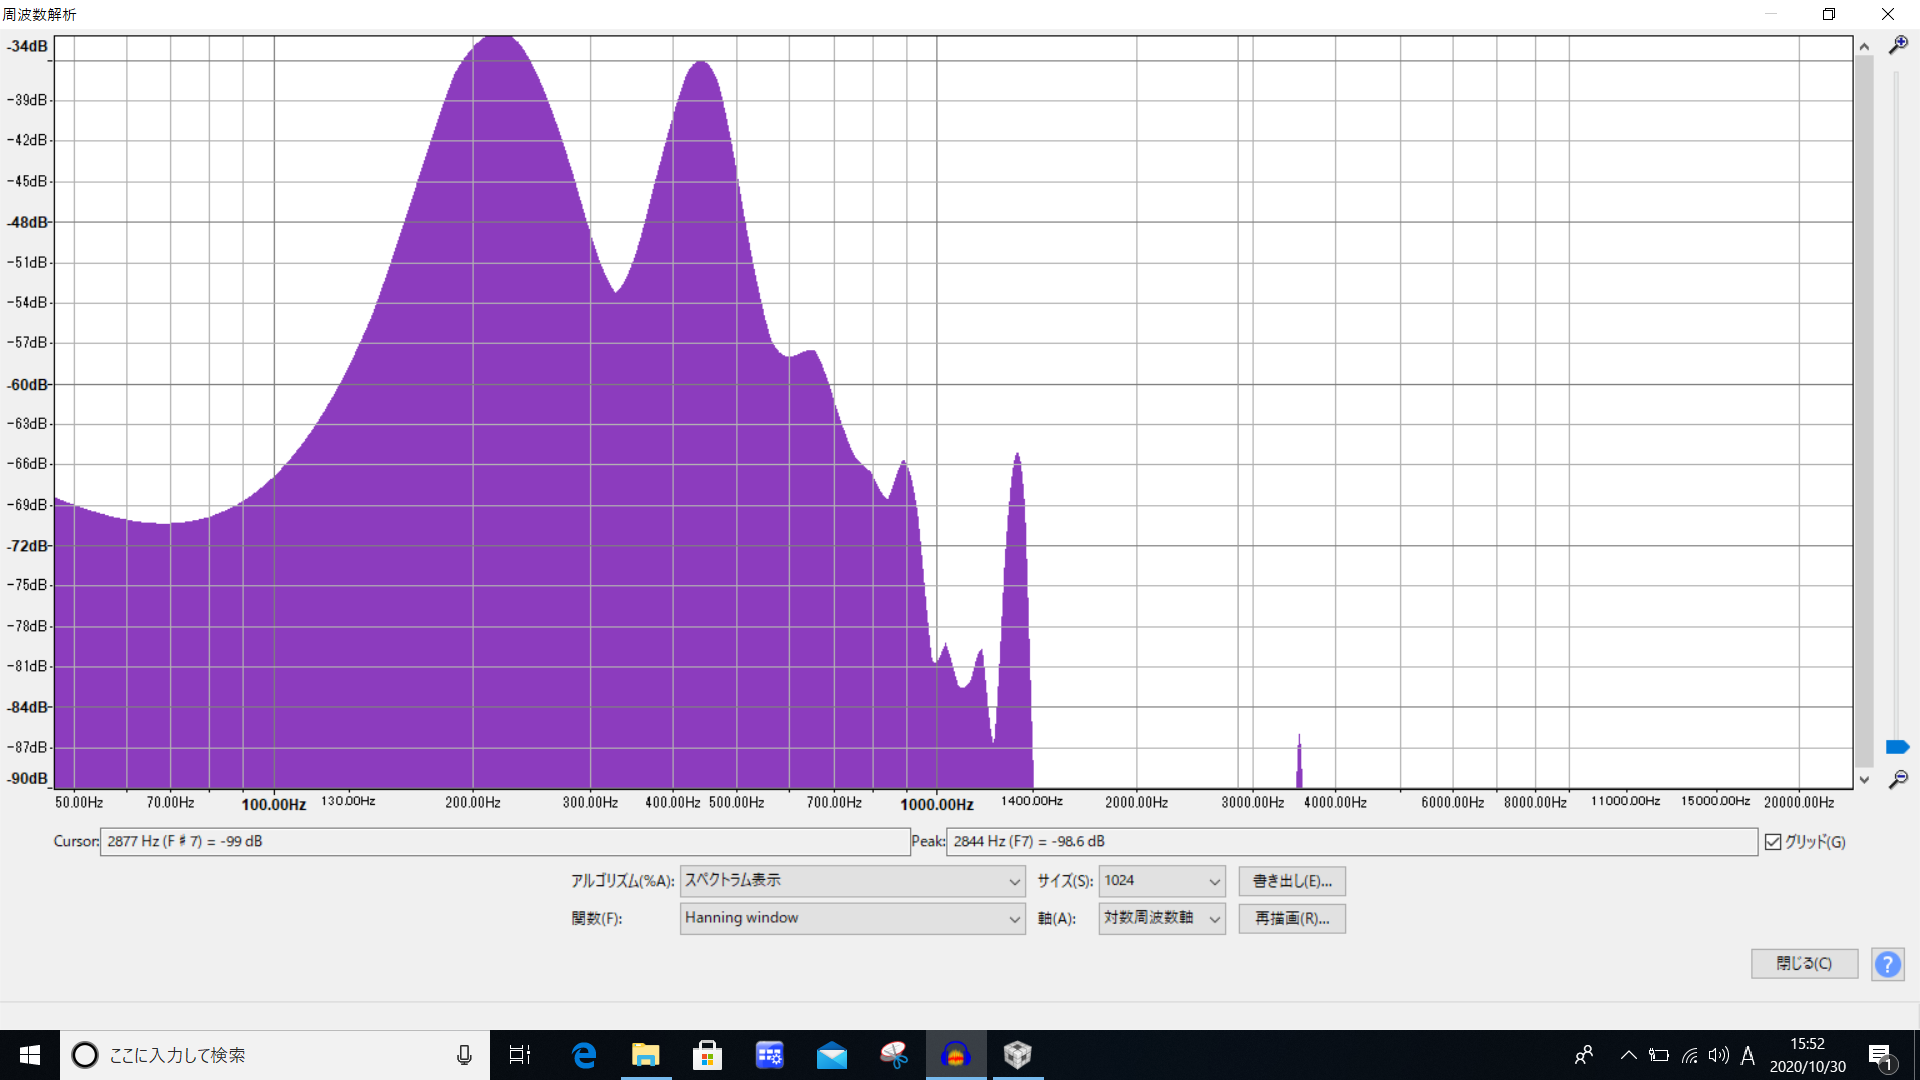 周波数解析
-34dB
-39dB
-42dB
-45dB
-48dB
-51dB
-54dB
-57dB
-60dB
-63dB
-66dB
-69dB
-72dB
-75dB
-78dB
-81dB
-84dB
-87dB
-90dB
50.00Hz 70.00Hz 100.00Hz 130.00Hz 200.00Hz 300.00Hz 400.00Hz 500.00Hz 700.00Hz 1000.00Hz 1400.00Hz 2000.00Hz 3000.00Hz 4000.00Hz 6000.00Hz 8000.00Hz 11000.00Hz 15000.00Hz 20000.00Hz
Cursor: 2877 Hz (F♯7) = -99 dB Peak: 2844 Hz (F7) = -98.6 dB グリッド(G)
アルゴリズム(%A): スペクトラム表示 サイズ(S): 1024 書き出し(E)...
関数(F): Hanning window 軸(A): 対数周波数軸 再描画(R)...
閉じる(C) ?
ここに入力して検索
A
15:52
2020/10/30
1